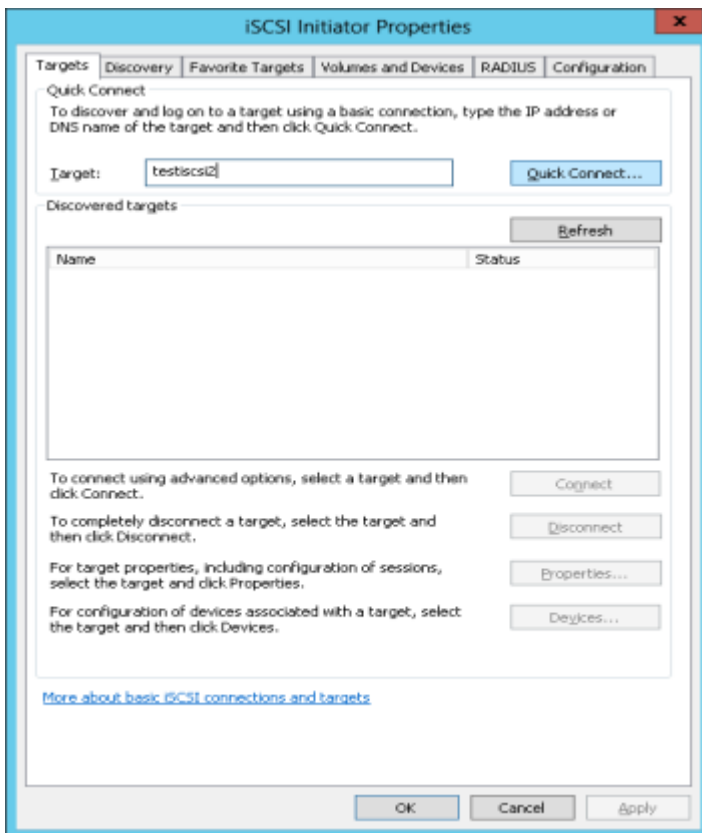 iSCSI Initiator Properties
x
Targets Discovery Favorite Targets Volumes and Devices RADIUS Configuration
Quick Connect
To discover and log on to a target using a basic connection, type the IP address or
DNS name of the target and then click Quick Connect.
Target: testiscsi2 Quick Connect...
Discovered targets
Refresh
Name Status
To connect using advanced options, select a target and then
click Connect.
Connect
To completely disconnect a target, select the target and
then click Disconnect.
Disconnect
For target properties, including configuration of sessions,
select the target and click Properties.
Properties...
For configuration of devices associated with a target, select
the target and then click Devices.
Devices...
More about basic iSCSI connections and targets
OK Cancel Apply